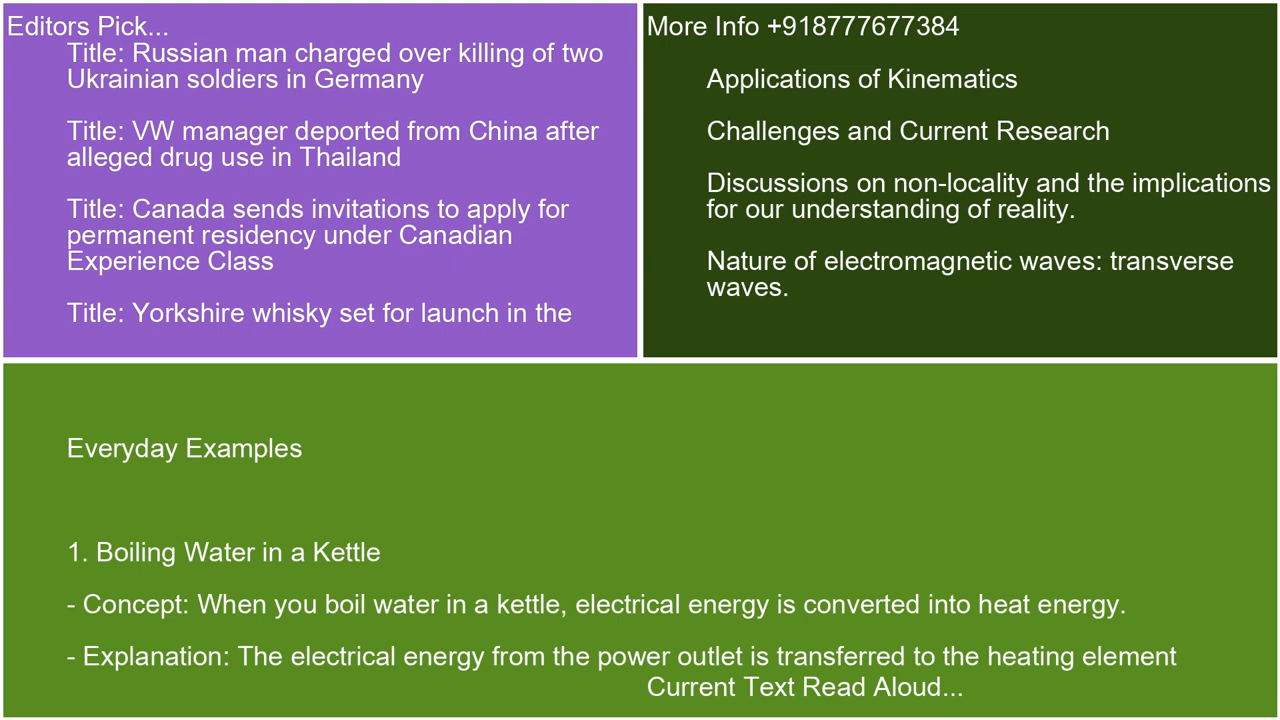 Editors Pick...
Title: Russian man charged over killing of two
Ukrainian soldiers in Germany
Title: VW manager deported from China after
alleged drug use in Thailand
Title: Canada sends invitations to apply for
permanent residency under Canadian
Experience Class
Title: Yorkshire whisky set for launch in the
More Info +918777677384
Applications of Kinematics
Challenges and Current Research
Discussions on non-locality and the implications
for our understanding of reality.
Nature of electromagnetic waves: transverse
waves.
Everyday Examples
1. Boiling Water in a Kettle
- Concept: When you boil water in a kettle, electrical energy is converted into heat energy.
- Explanation: The electrical energy from the power outlet is transferred to the heating element
Current Text Read Aloud...